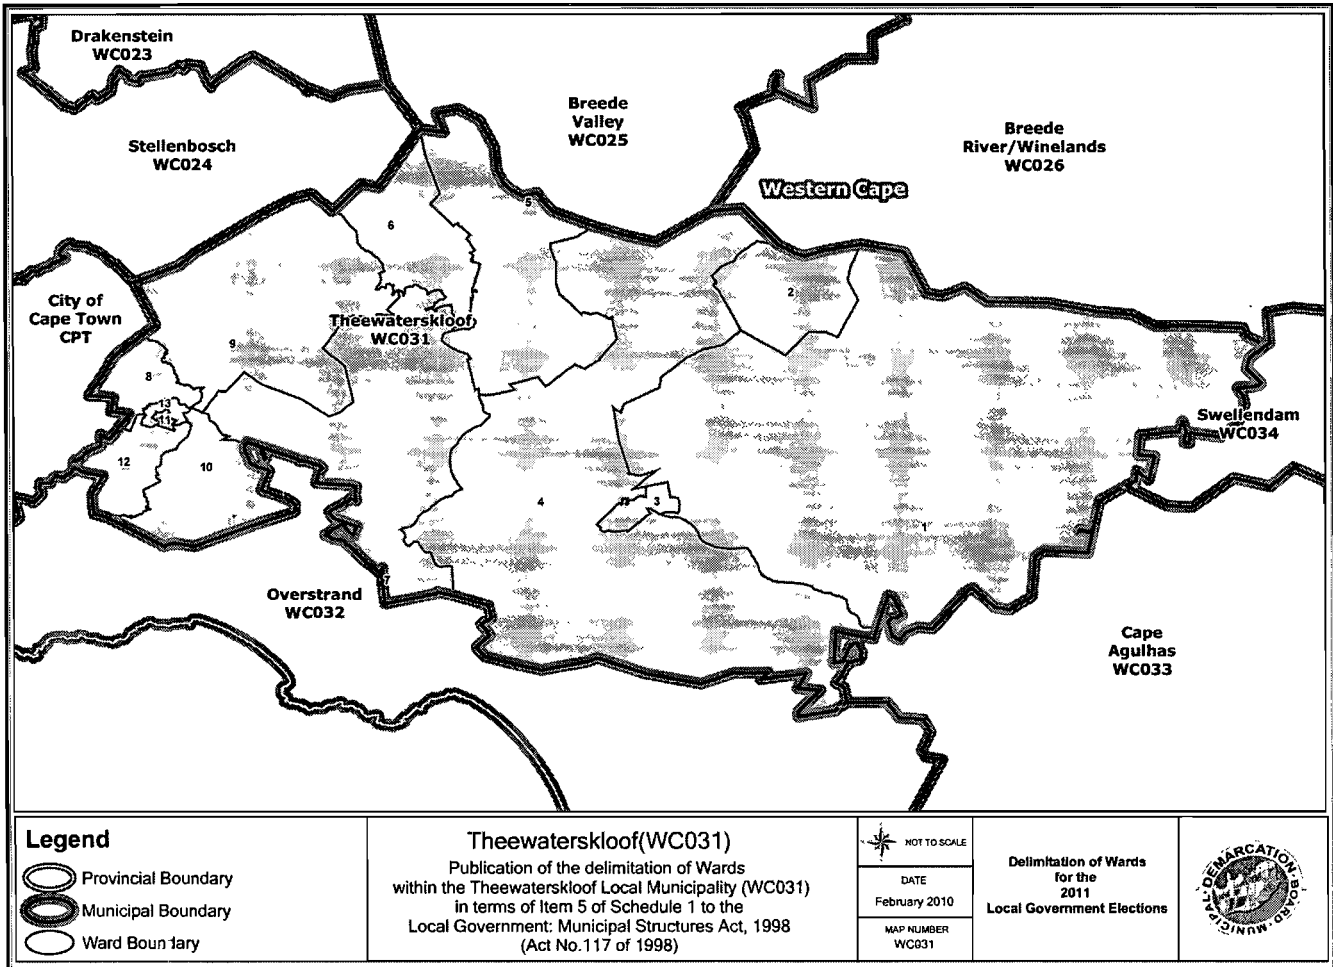 Drakenstein
WC023
Stellenbosch
WC024
Breede
Valley
WC025
Breede
River/Winelands
WC026
Western Cape
5
6
2
City of
Cape Town
CPT
Theewaterskloof
WC031
9
8
13
11
12
10
Swellendam
WC034
4
3
1
7
Overstrand
WC032
Cape
Agulhas
WC033
Legend
Provincial Boundary
Municipal Boundary
Ward Boundary
Theewaterskloof(WC031)
Publication of the delimitation of Wards
within the Theewaterskloof Local Municipality (WC031)
in terms of Item 5 of Schedule 1 to the
Local Government: Municipal Structures Act, 1998
(Act No.117 of 1998)
NOT TO SCALE
DATE
February 2010
MAP NUMBER
WC031
Delimitation of Wards
for the
2011
Local Government Elections
MUNICIPAL DEMARCATION BOARD